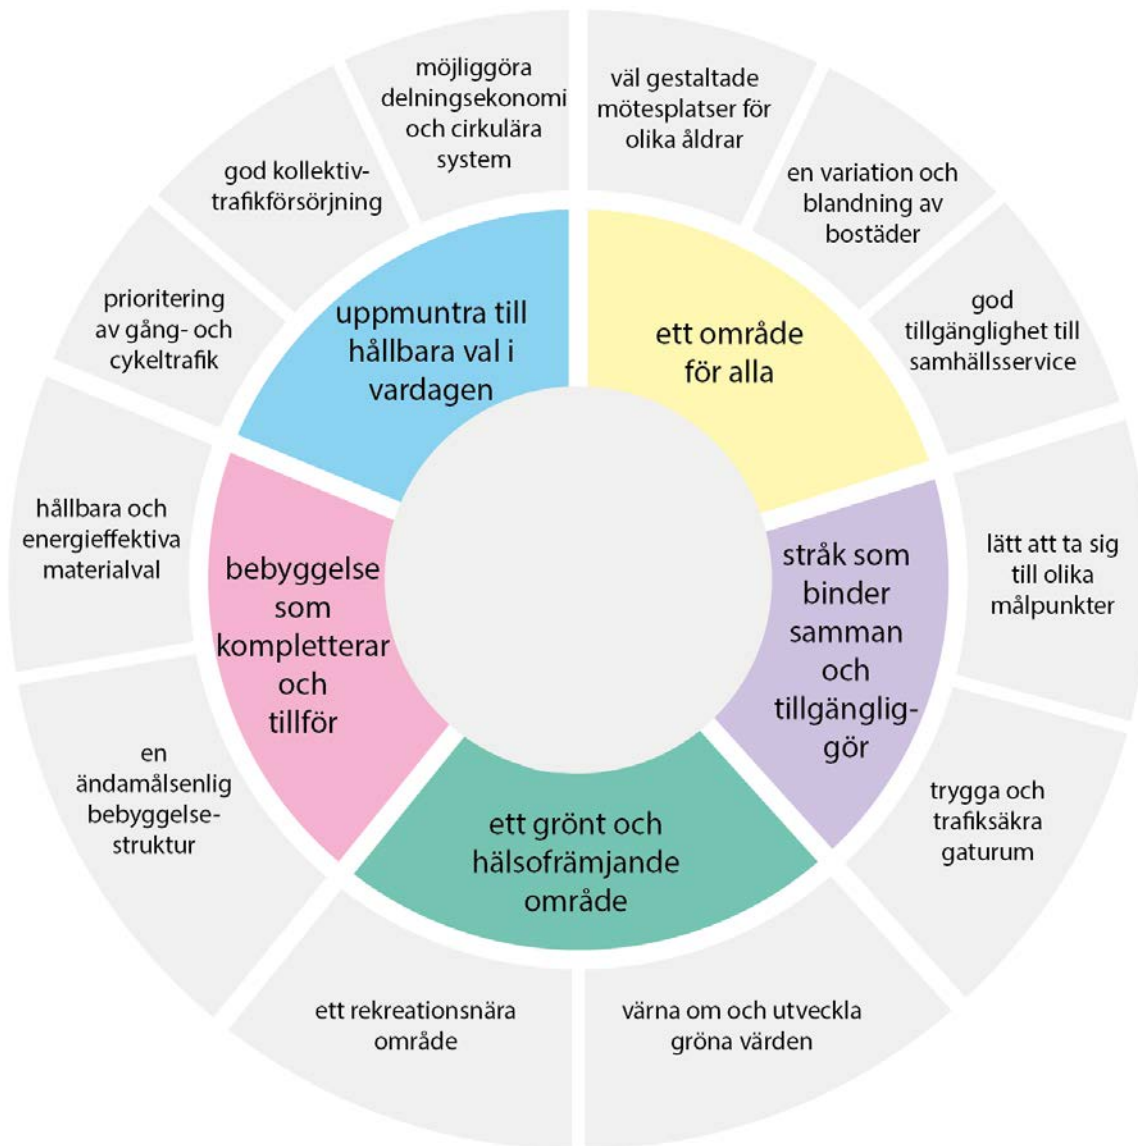 möjliggöra
delningsekonomi
och cirkulära
system
väl gestaltade
mötesplatser för
olika åldrar
god kollektiv-
trafikförsörjning
en variation och
blandning av
bostäder
prioritering
av gång- och
cykeltrafik
god
tillgänglighet till
samhällsservice
uppmuntra till
hållbara val i
vardagen
ett område
för alla
hållbara och
energieffektiva
materialval
bebyggelse
som
kompletterar
och
tillför
stråk som
binder
samman
och
tillgänglig-
gör
lätt att ta sig
till olika
målpunkter
en
ändamålsenlig
bebyggelse-
struktur
ett grönt och
hälsofrämjande
område
trygga och
trafiksäkra
gaturum
ett rekreationsnära
område
värna om och utveckla
gröna värden